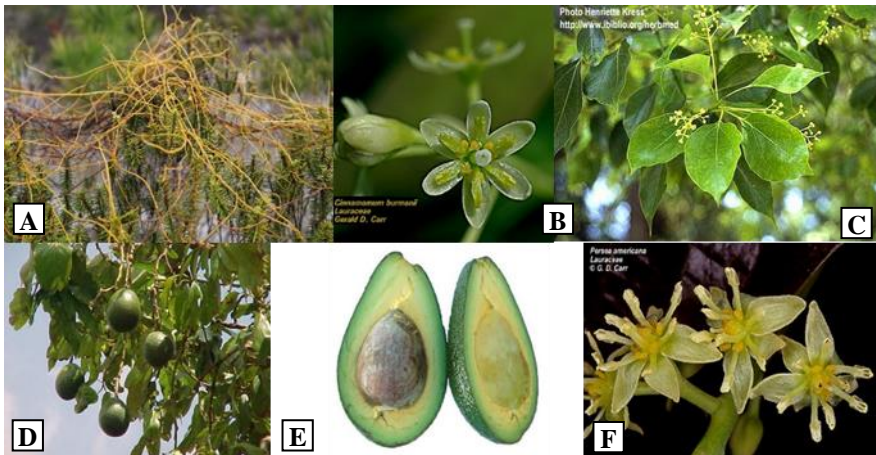 Photo Henriette Kress
http://www.ibiblio.org/herbmed
Cinnamomum burmanii
Lauraceae
Gerald D. Carr
A
B
C
Persea americana
Lauraceae
© G. D. Carr
D
E
F